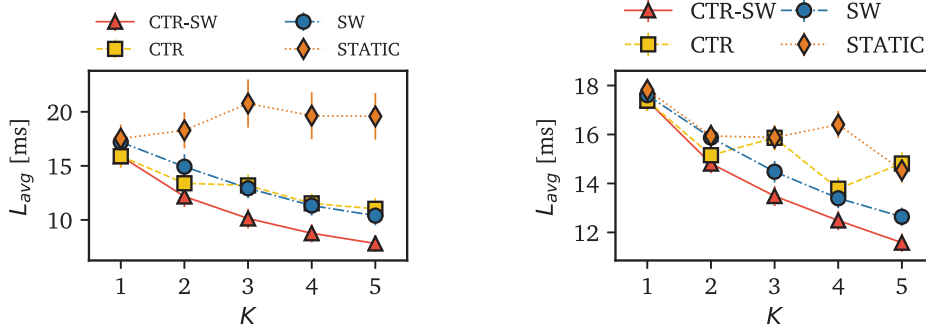 CTR-SW SW
CTR STATIC
20
15
10
L_avg [ms]
1 2 3 4 5
K
CTR-SW SW
CTR STATIC
18
16
14
12
L_avg [ms]
1 2 3 4 5
K